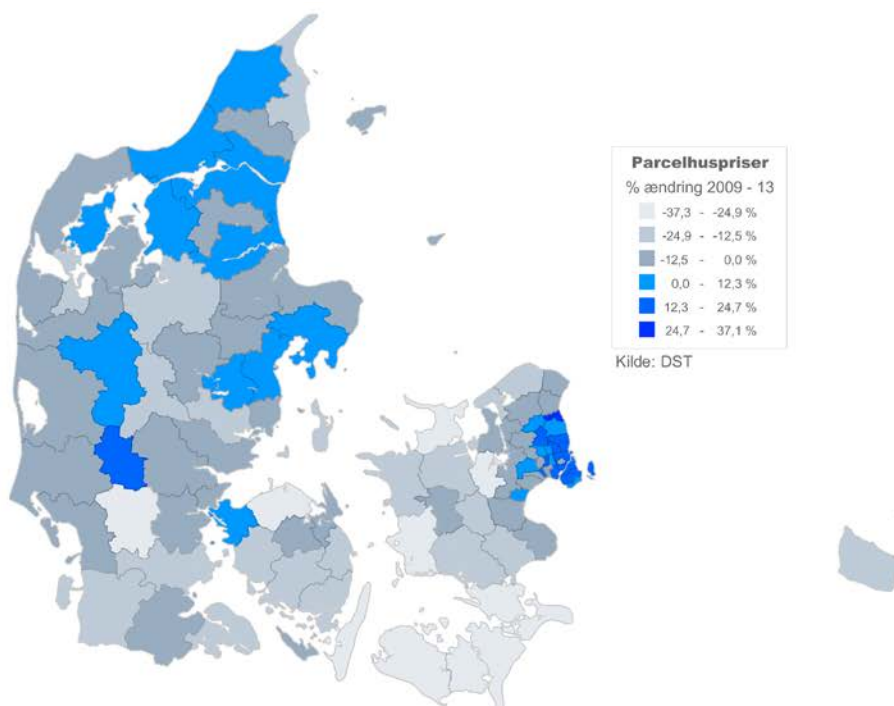 Parcelhuspriser
% ændring 2009 - 13
-37,3 - -24,9 %
-24,9 - -12,5 %
-12,5 - 0,0 %
0,0 - 12,3 %
12,3 - 24,7 %
24,7 - 37,1 %
Kilde: DST